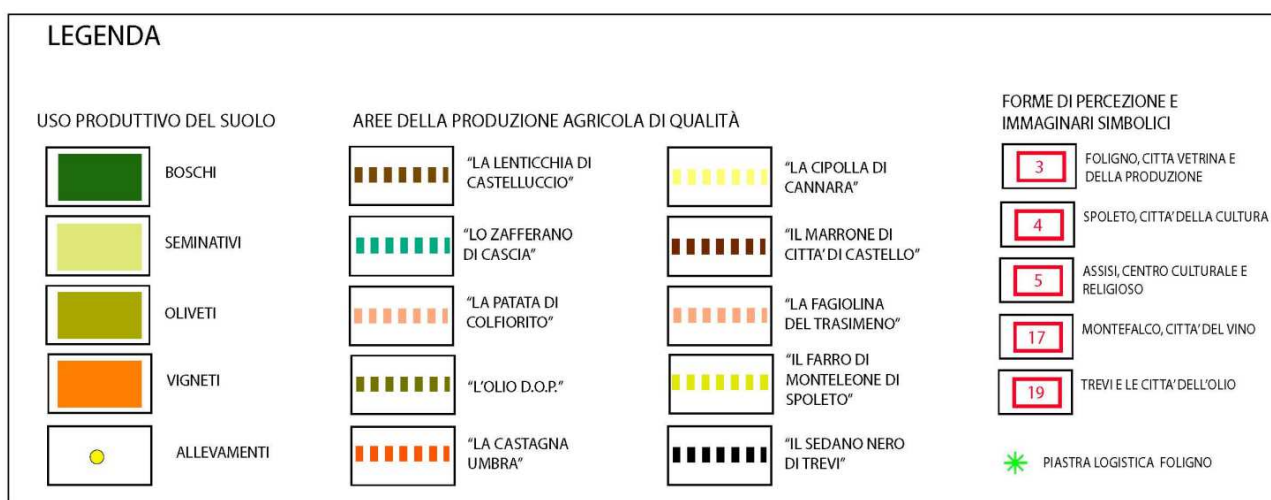 LEGENDA
USO PRODUTTIVO DEL SUOLO
BOSCHI
SEMINATIVI
OLIVETI
VIGNETI
ALLEVAMENTI
AREE DELLA PRODUZIONE AGRICOLA DI QUALITÀ
"LA LENTICCHIA DI
CASTELLUCCIO"
"LO ZAFFERANO
DI CASCIA"
"LA PATATA DI
COLFIORITO"
"L'OLIO D.O.P."
"LA CASTAGNA
UMBRA"
"LA CIPOLLA DI
CANNARA"
"IL MARRONE DI
CITTA' DI CASTELLO"
"LA FAGIOLINA
DEL TRASIMENO"
"IL FARRO DI
MONTELEONE DI
SPOLETO"
"IL SEDANO NERO
DI TREVI"
FORME DI PERCEZIONE E
IMMAGINARI SIMBOLICI
3 FOLIGNO, CITTA VETRINA E
DELLA PRODUZIONE
4 SPOLETO, CITTA' DELLA CULTURA
5 ASSISI, CENTRO CULTURALE E
RELIGIOSO
17 MONTEFALCO, CITTA' DEL VINO
19 TREVI E LE CITTA' DELL'OLIO
PIASTRA LOGISTICA FOLIGNO